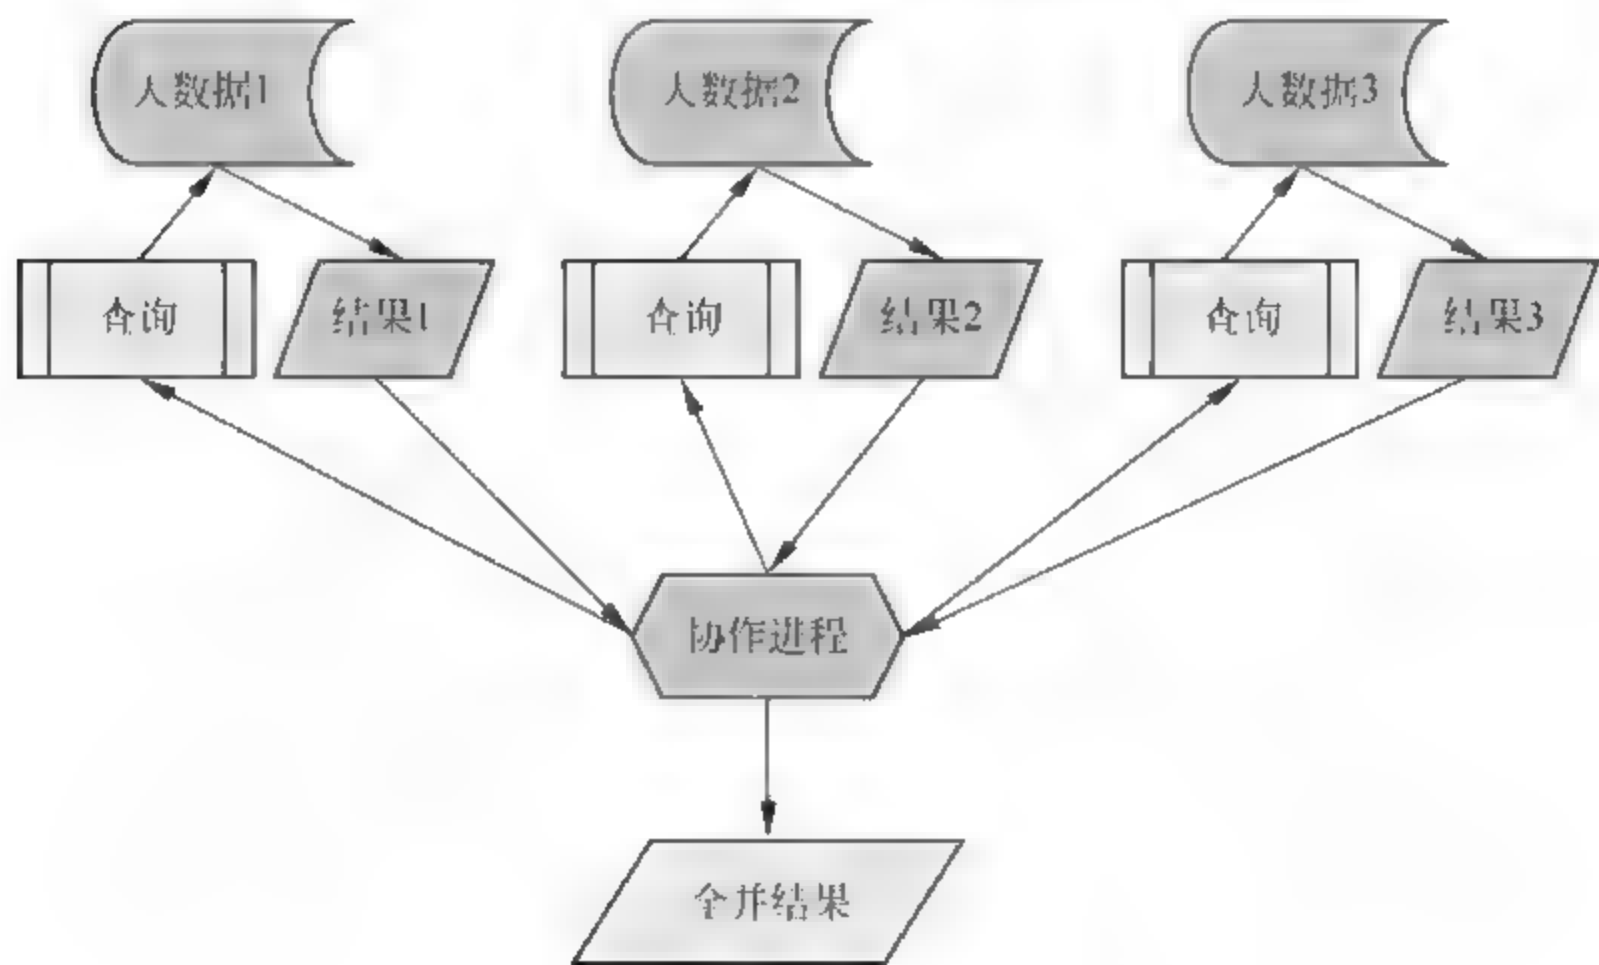 大数据1
大数据2
大数据3
查询
结果1
查询
结果2
查询
结果3
协作进程
合并结果